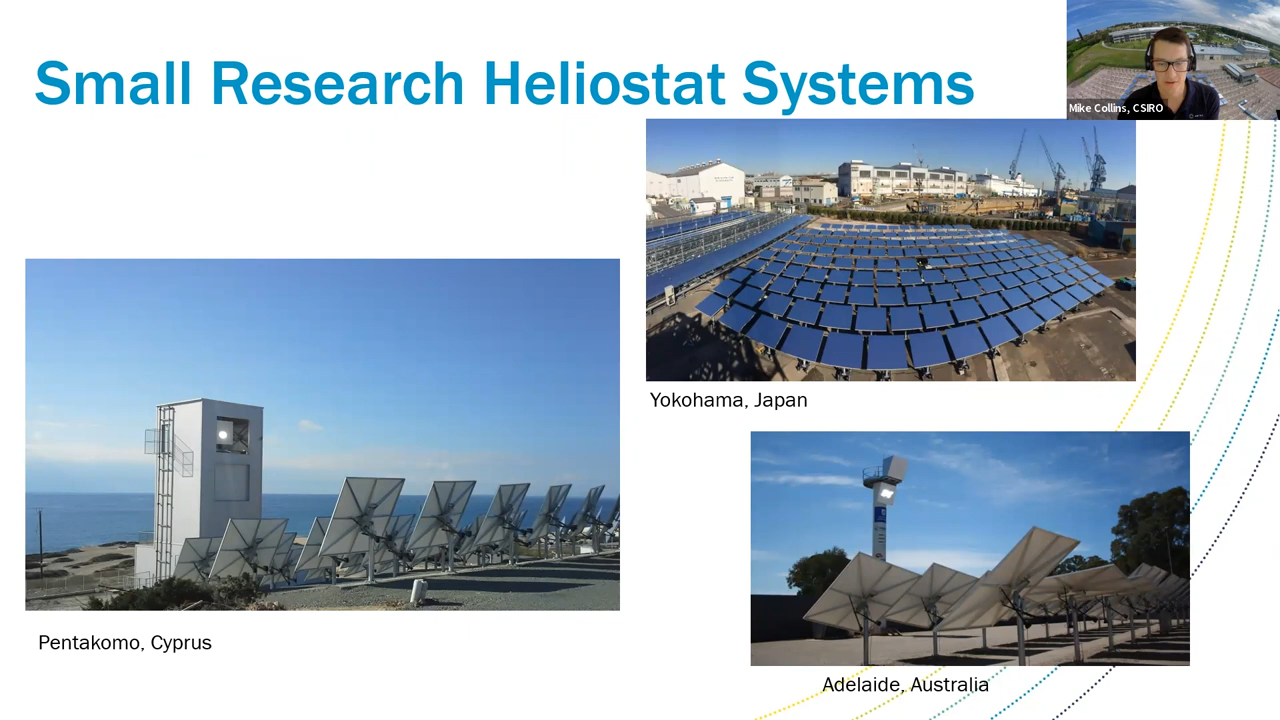 Small Research Heliostat Systems
Mike Collins, CSIRO
Yokohama, Japan
Pentakomo, Cyprus
Adelaide, Australia